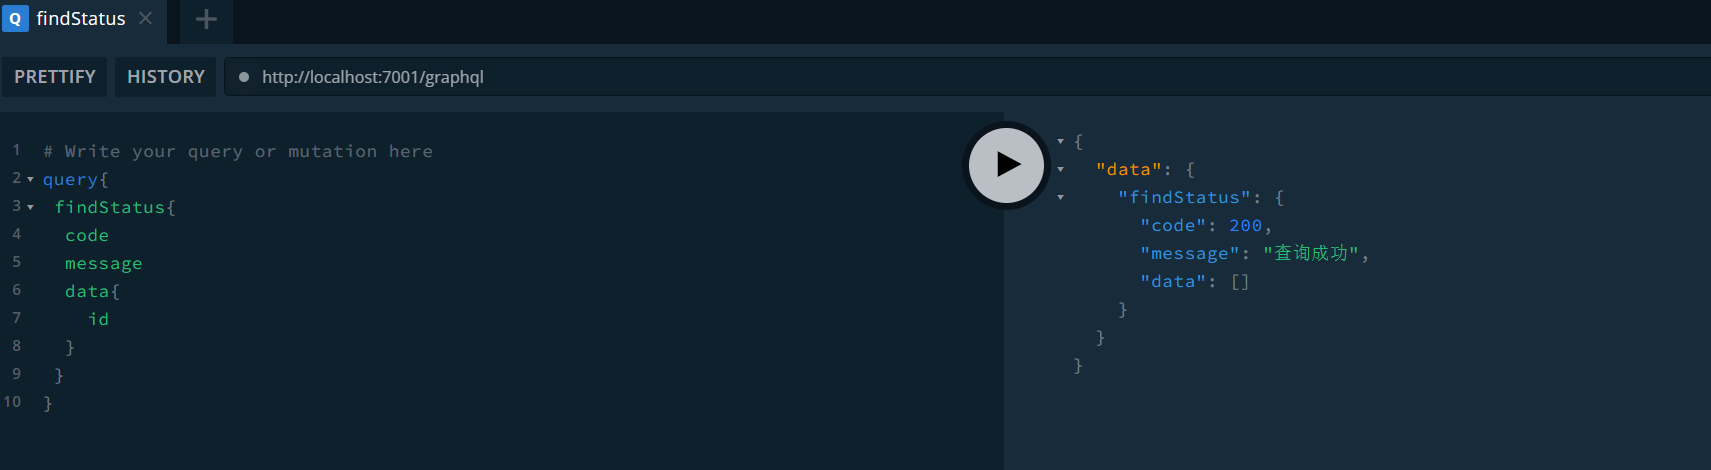 Q findStatus
PRETTIFY HISTORY http://localhost:7001/graphql
1 # Write your query or mutation here
2 query{
3 findStatus{
4 code
5 message
6 data{
7 id
8 }
9 }
10 }
{
"data": {
"findStatus": {
"code": 200,
"message": "查询成功",
"data": []
}
}
}